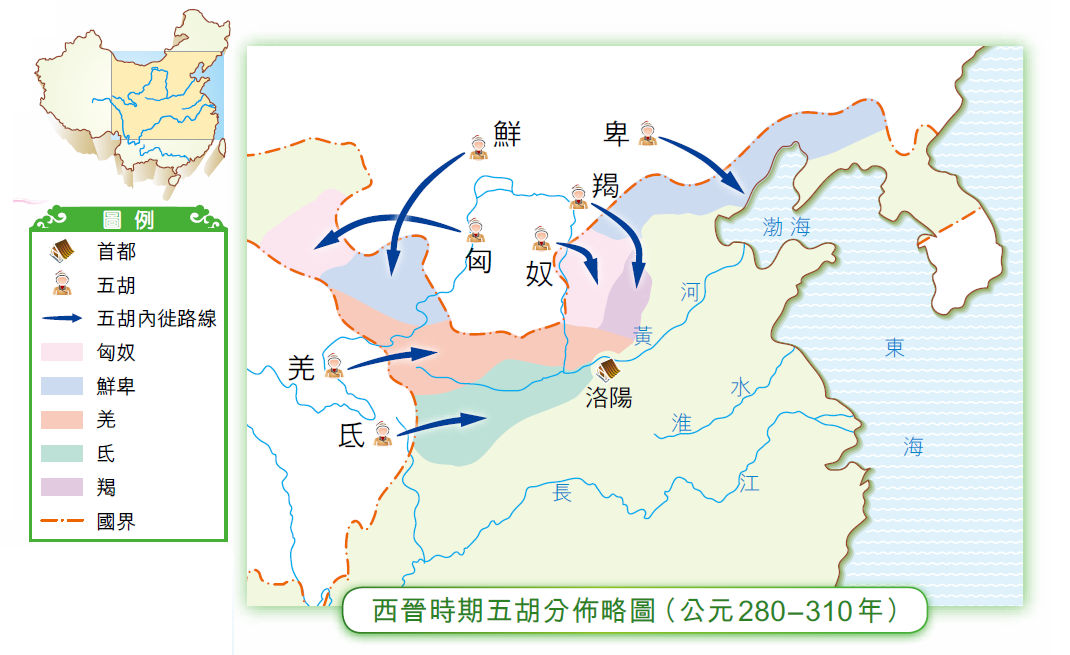 圖例
首都
五胡
五胡內徙路線
匈奴
鮮卑
羌
氐
羯
國界
鮮
卑
羯
匈
奴
渤海
河
黃
羌
洛陽
東
水
淮
氐
海
長
江
西晉時期五胡分佈略圖（公元280–310年）